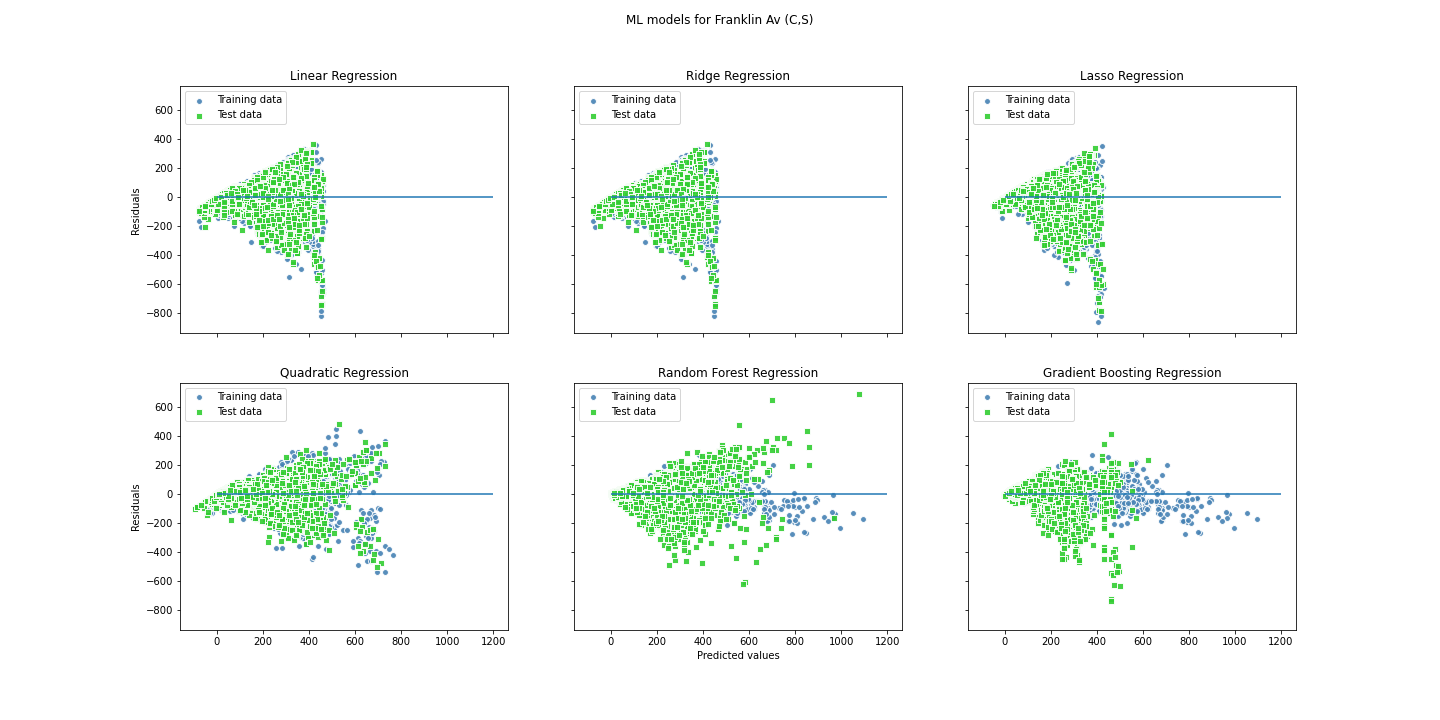 ML models for Franklin Av (C,S)
Linear Regression
Training data
Test data
600
400
200
0
−200
−400
−600
−800
Residuals
Ridge Regression
Training data
Test data
Lasso Regression
Training data
Test data
Quadratic Regression
Training data
Test data
600
400
200
0
−200
−400
−600
−800
Residuals
0 200 400 600 800 1000 1200
Random Forest Regression
Training data
Test data
0 200 400 600 800 1000 1200
Predicted values
Gradient Boosting Regression
Training data
Test data
0 200 400 600 800 1000 1200